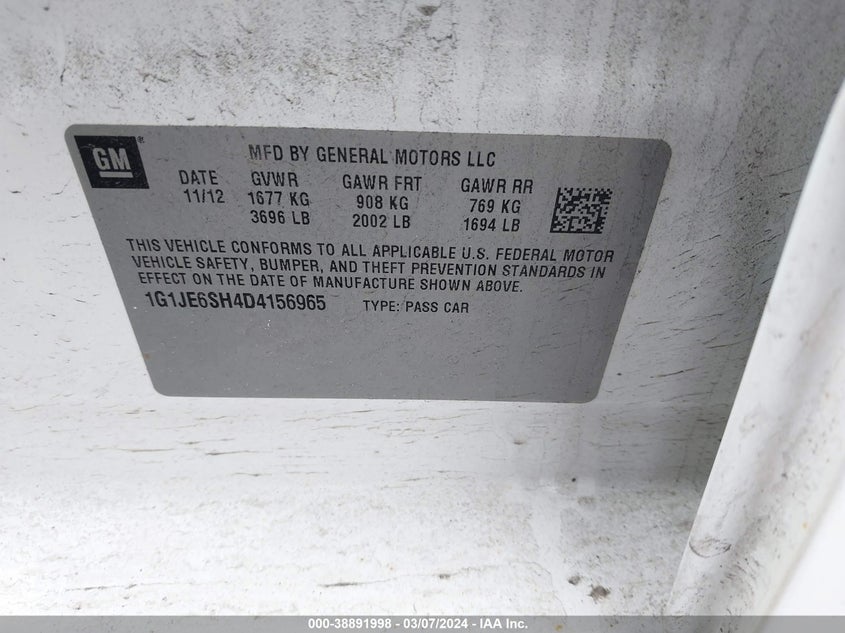 GM ® MFD BY GENERAL MOTORS LLC
DATE GVWR GAWR FRT GAWR RR
11/12 1677 KG 908 KG 769 KG
3696 LB 2002 LB 1694 LB
THIS VEHICLE CONFORMS TO ALL APPLICABLE U.S. FEDERAL MOTOR
VEHICLE SAFETY, BUMPER, AND THEFT PREVENTION STANDARDS IN
EFFECT ON THE DATE OF MANUFACTURE SHOWN ABOVE.
1G1JE6SH4D4156965 TYPE: PASS CAR
000-38891998 - 03/07/2024 - IAA Inc.